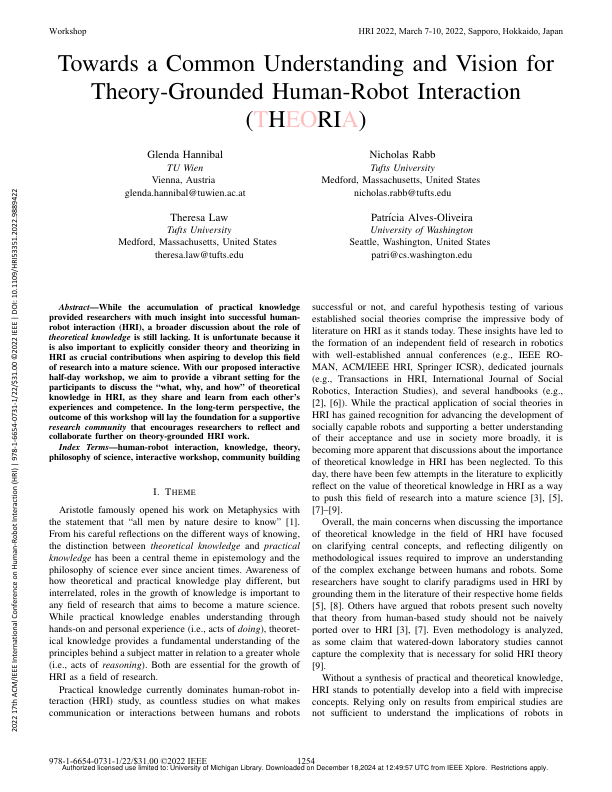 Workshop
HRI 2022, March 7-10, 2022, Sapporo, Hokkaido, Japan
Towards a Common Understanding and Vision for
Theory-Grounded Human-Robot Interaction
(THEORIA)
Glenda Hannibal
TU Wien
Vienna, Austria
glenda.hannibal@tuwien.ac.at
Nicholas Rabb
Tufts University
Medford, Massachusetts, United States
nicholas.rabb@tufts.edu
Theresa Law
Tufts University
Medford, Massachusetts, United States
theresa.law@tufts.edu
Patrícia Alves-Oliveira
University of Washington
Seattle, Washington, United States
patri@cs.washington.edu
Abstract—While the accumulation of practical knowledge
provided researchers with much insight into successful human-
robot interaction (HRI), a broader discussion about the role of
theoretical knowledge is still lacking. It is unfortunate because it
is also important to explicitly consider theory and theorizing in
HRI as crucial contributions when aspiring to develop this field
of research into a mature science. With our proposed interactive
half-day workshop, we aim to provide a vibrant setting for the
participants to discuss the “what, why, and how” of theoretical
knowledge in HRI, as they share and learn from each other’s
experiences and competence. In the long-term perspective, the
outcome of this workshop will lay the foundation for a supportive
research community that encourages researchers to reflect and
collaborate further on theory-grounded HRI work.
Index Terms—human-robot interaction, knowledge, theory,
philosophy of science, interactive workshop, community building
I. THEME
Aristotle famously opened his work on Metaphysics with
the statement that “all men by nature desire to know” [1].
From his careful reflections on the different ways of knowing,
the distinction between theoretical knowledge and practical
knowledge has been a central theme in epistemology and the
philosophy of science ever since ancient times. Awareness of
how theoretical and practical knowledge play different, but
interrelated, roles in the growth of knowledge is important to
any field of research that aims to become a mature science.
While practical knowledge enables understanding through
hands-on and personal experience (i.e., acts of doing), theoret-
ical knowledge provides a fundamental understanding of the
principles behind a subject matter in relation to a greater whole
(i.e., acts of reasoning). Both are essential for the growth of
HRI as a field of research.
Practical knowledge currently dominates human-robot in-
teraction (HRI) study, as countless studies on what makes
communication or interactions between humans and robots
successful or not, and careful hypothesis testing of various
established social theories comprise the impressive body of
literature on HRI as it stands today. These insights have led to
the formation of an independent field of research in robotics
with well-established annual conferences (e.g., IEEE RO-
MAN, ACM/IEEE HRI, Springer ICSR), dedicated journals
(e.g., Transactions in HRI, International Journal of Social
Robotics, Interaction Studies), and several handbooks (e.g.,
[2], [6]). While the practical application of social theories in
HRI has gained recognition for advancing the development of
socially capable robots and supporting a better understanding
of their acceptance and use in society more broadly, it is
becoming more apparent that discussions about the importance
of theoretical knowledge in HRI has been neglected. To this
day, there have been few attempts in the literature to explicitly
reflect on the value of theoretical knowledge in HRI as a way
to push this field of research into a mature science [3], [5],
[7]–[9].
Overall, the main concerns when discussing the importance
of theoretical knowledge in the field of HRI have focused
on clarifying central concepts, and reflecting diligently on
methodological issues required to improve an understanding
of the complex exchange between humans and robots. Some
researchers have sought to clarify paradigms used in HRI by
grounding them in the literature of their respective home fields
[5], [8]. Others have argued that robots present such novelty
that theory from human-based study should not be naively
ported over to HRI [3], [7]. Even methodology is analyzed,
as some claim that watered-down laboratory studies cannot
capture the complexity that is necessary for solid HRI theory
[9].
Without a synthesis of practical and theoretical knowledge,
HRI stands to potentially develop into a field with imprecise
concepts. Relying only on results from empirical studies are
not sufficient to understand the implications of robots in
2022 17th ACM/IEEE International Conference on Human-Robot Interaction (HRI) | 978-1-6654-0731-1/22/$31.00 ©2022 IEEE | DOI: 10.1109/HRI53351.2022.9889422
978-1-6654-0731-1/22/$31.00 ©2022 IEEE
1254
Authorized licensed use limited to: University of Michigan Library. Downloaded on December 18,2024 at 12:49:57 UTC from IEEE Xplore. Restrictions apply.